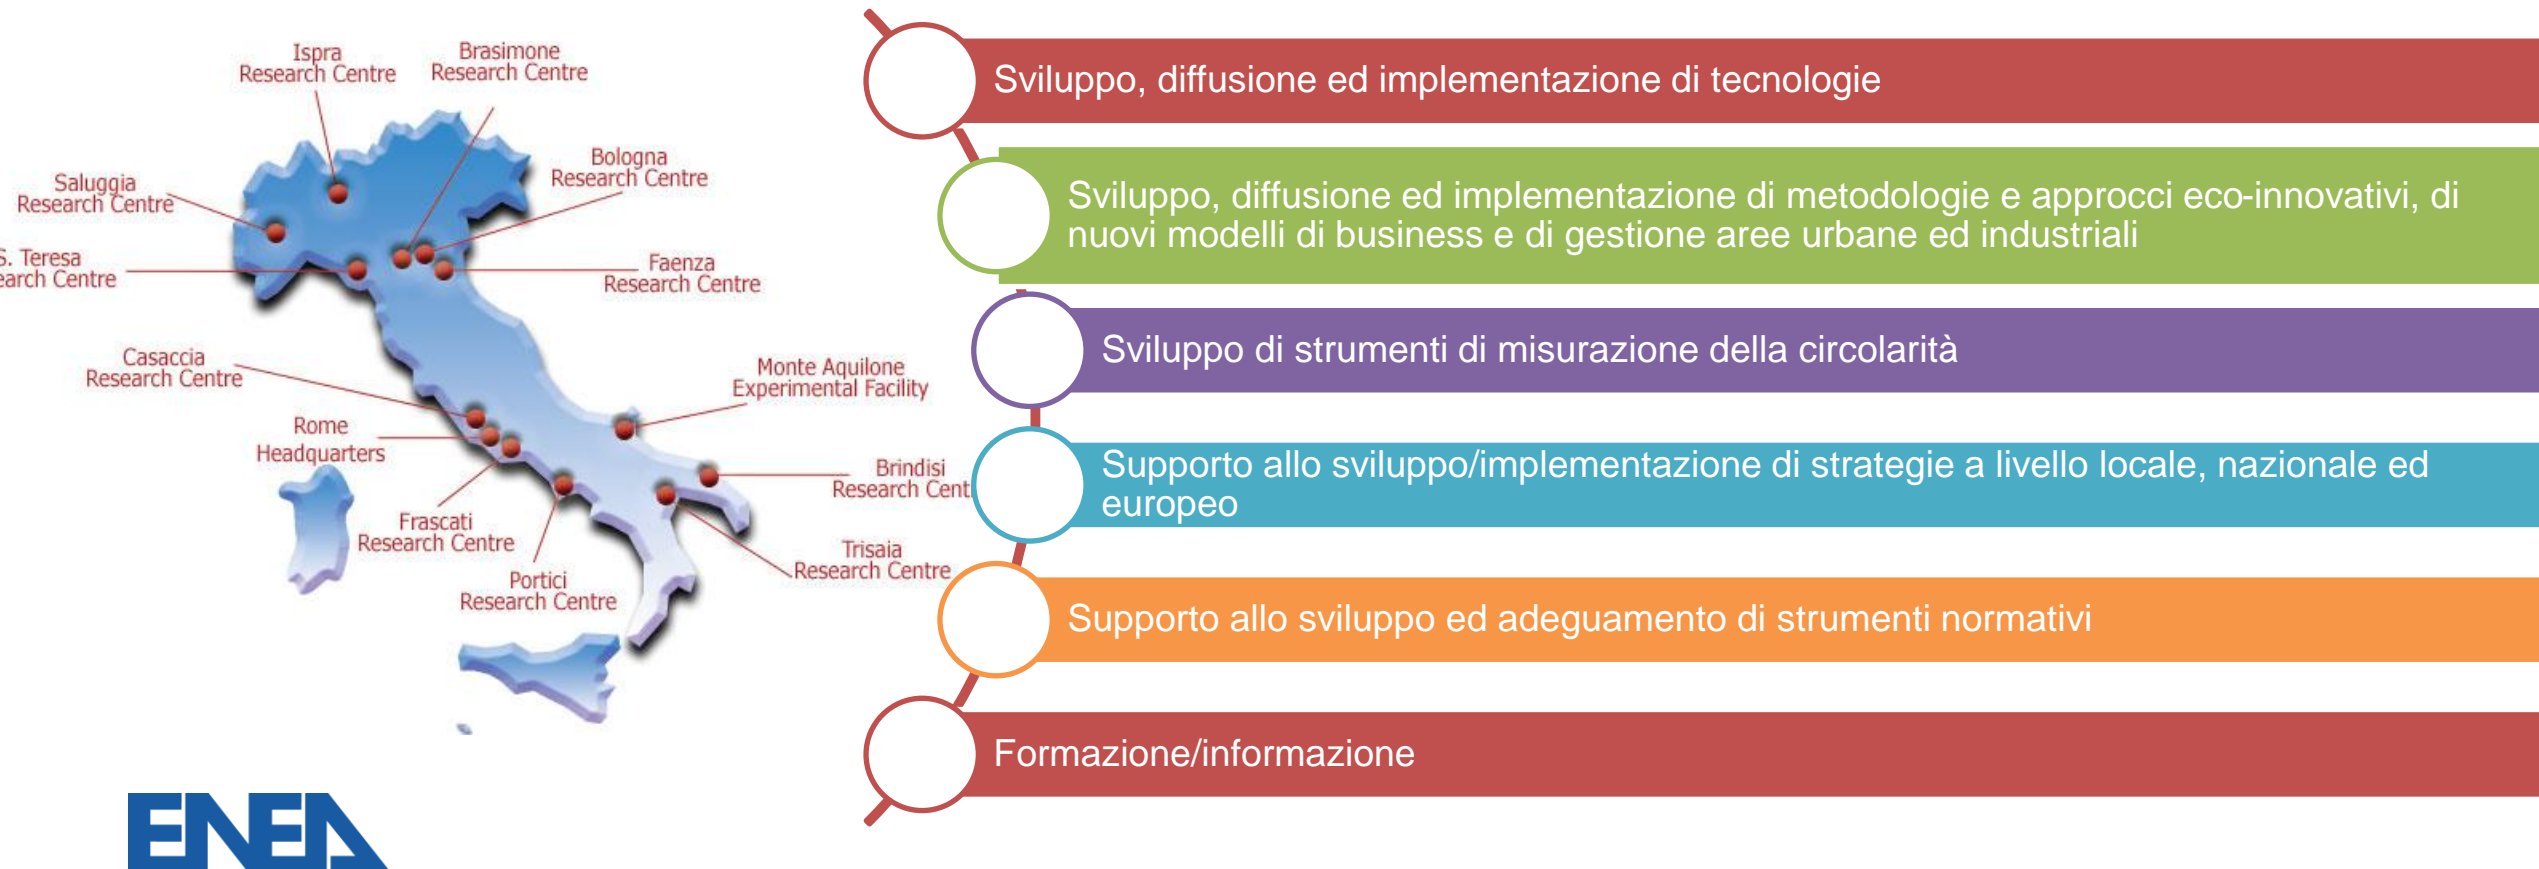 Ispra
Research Centre
Brasimone
Research Centre
Bologna
Research Centre
Saluggia
Research Centre
S. Teresa
Centre
Faenza
Research Centre
Casaccia
Research Centre
Monte Aquilone
Experimental Facility
Rome
Headquarters
Brindisi
Research Cent
Frascati
Research Centre
Trisaia
Research Centre
Portici
Research Centre
ENEA
Sviluppo, diffusione ed implementazione di tecnologie
Sviluppo, diffusione ed implementazione di metodologie e approcci eco-innovativi, di
nuovi modelli di business e di gestione aree urbane ed industriali
Sviluppo di strumenti di misurazione della circolarità
Supporto allo sviluppo/implementazione di strategie a livello locale, nazionale ed
europeo
Supporto allo sviluppo ed adeguamento di strumenti normativi
Formazione/informazione